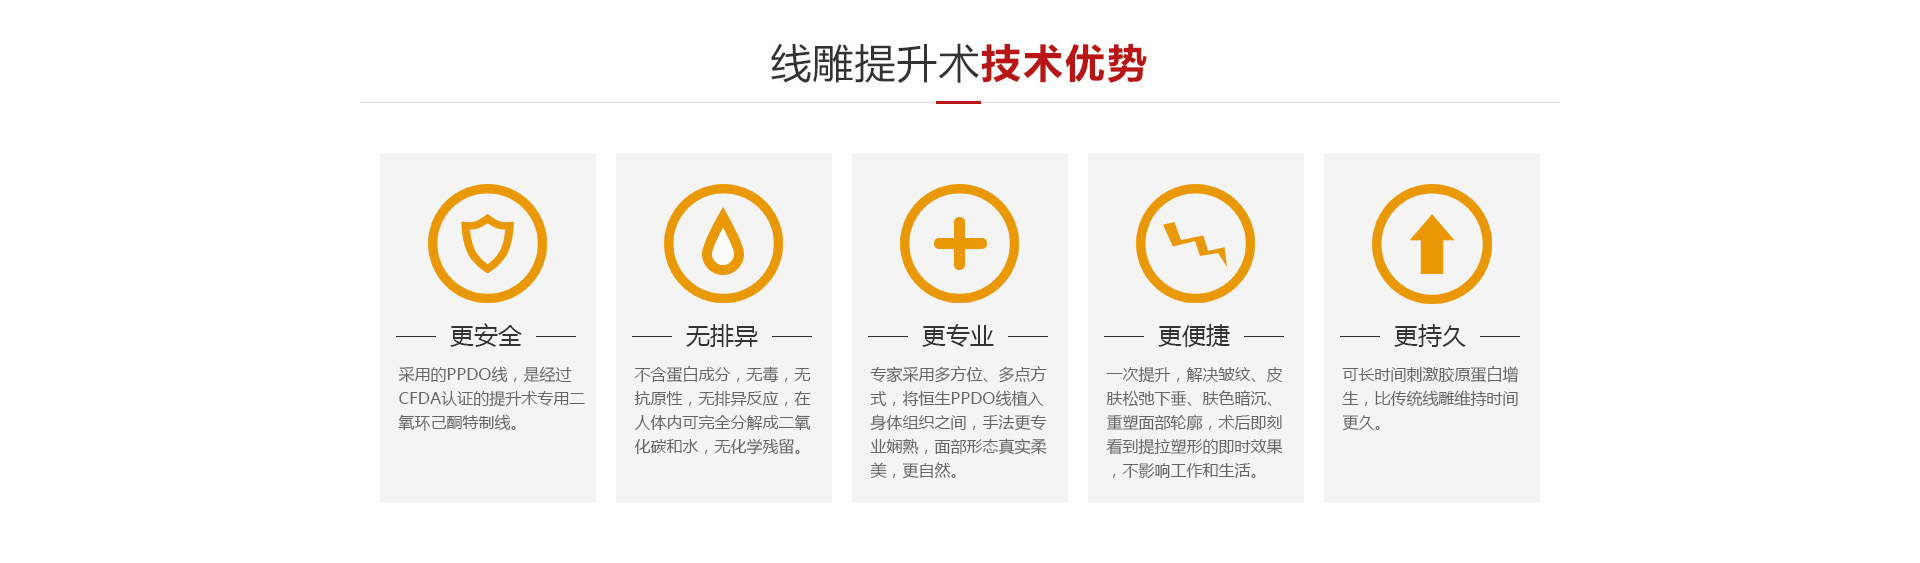 线雕提升术技术优势
更安全
采用的PPDO线，是经过
CFDA认证的提升术专用二
氧环己酮特制线。
无排异
不含蛋白成分，无毒，无
抗原性，无排异反应，在
人体内可完全分解成二氧
化碳和水，无化学残留。
更专业
专家采用多方位、多点方
式，将恒生PPDO线植入
身体组织之间，手法更专
业娴熟，面部形态真实柔
美，更自然。
更便捷
一次提升，解决皱纹、皮
肤松弛下垂、肤色暗沉、
重塑面部轮廓，术后即刻
看到提拉塑形的即时效果
，不影响工作和生活。
更持久
可长时间刺激胶原蛋白增
生，比传统线雕维持时间
更久。